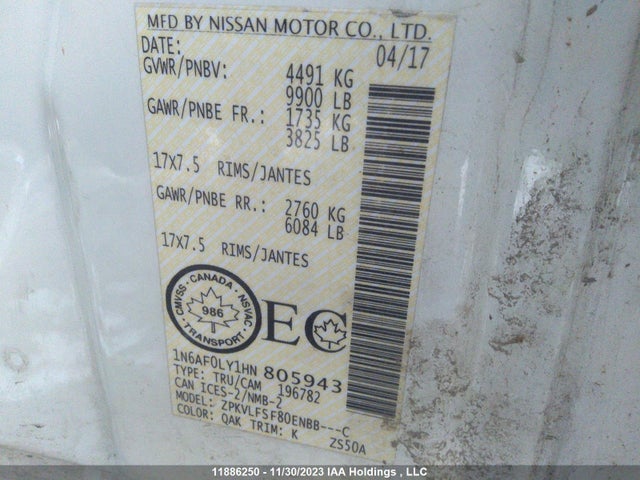 MFD BY NISSAN MOTOR CO., LTD.
DATE: 04/17
GVWR/PNBV: 4491 KG
9900 LB
GAWR/PNBE FR.: 1735 KG
3825 LB
17X7.5 RIMS/JANTES
GAWR/PNBE RR.: 2760 KG
6084 LB
17X7.5 RIMS/JANTES
CMVSS · CANADA · NSVAC
986
TRANSPORT
EC
1N6AF0LY1HN 805943
TYPE: TRU/CAM 196782
CAN ICES-2/NMB-2
MODEL: ZPKVLFSF80ENBB---C
COLOR: QAK TRIM: K ZS50A
11886250 - 11/30/2023 IAA Holdings , LLC